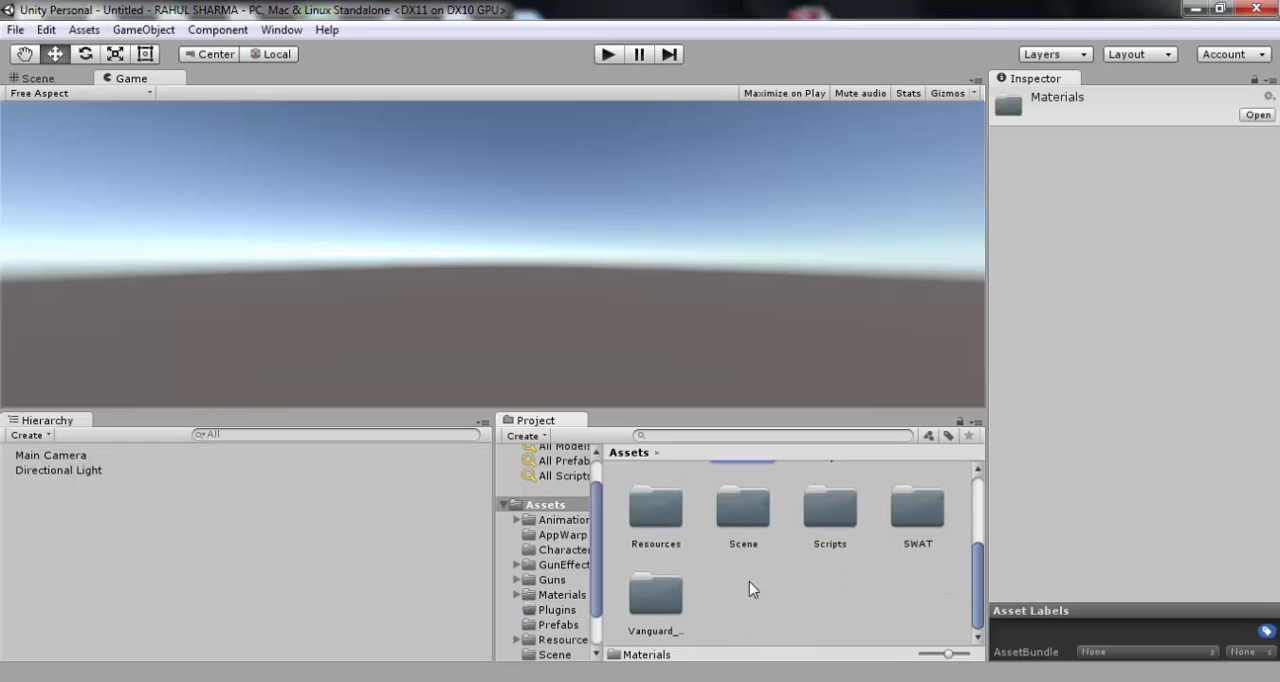 Unity Personal - Untitled - RAHUL SHARMA - PC, Mac & Linux Standalone <DX11 on DX10 GPU>
File Edit Assets GameObject Component Window Help
Center Local Layers Layout Account
Scene Game Inspector
Free Aspect Maximize on Play Mute audio Stats Gizmos
Materials
Open
Hierarchy Project
Create All Create
Main Camera
Directional Light
All Models
All Prefab
All Scripts
Assets
Animation
AppWarp
Character
GunEffect
Guns
Materials
Plugins
Prefabs
Resource
Scene
Assets
Resources Scene Scripts SWAT
Vanguard_...
Materials
Asset Labels
AssetBundle None None